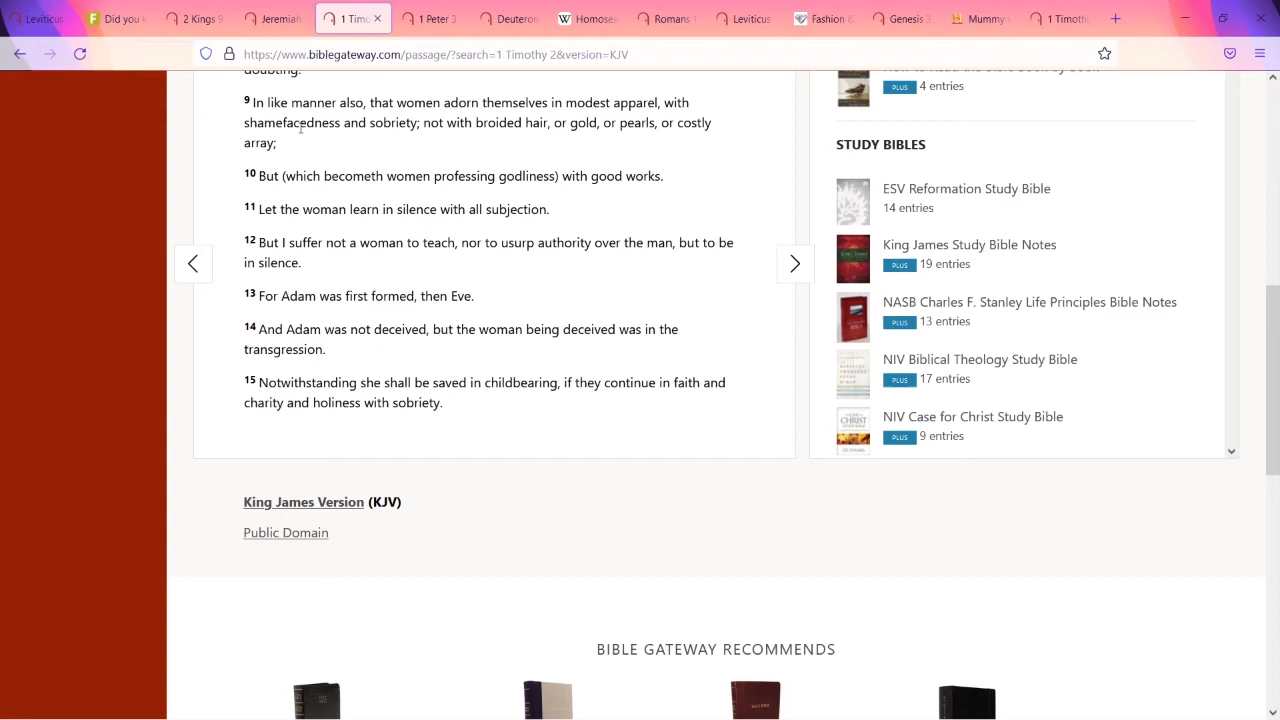 Leviticus
Did you k
2 Kings 9
Jeremiah
1 Timo
1 Peter 3
Deuteron
Homosex
Romans 1
Leviticus
Fashion &
Genesis 3
Mummy
1 Timoth
https://www.biblegateway.com/passage/?search=1 Timothy 2&version=KJV
doubting.
9 In like manner also, that women adorn themselves in modest apparel, with
shamefacedness and sobriety; not with broided hair, or gold, or pearls, or costly
array;
10 But (which becometh women professing godliness) with good works.
11 Let the woman learn in silence with all subjection.
12 But I suffer not a woman to teach, nor to usurp authority over the man, but to be
in silence.
13 For Adam was first formed, then Eve.
14 And Adam was not deceived, but the woman being deceived was in the
transgression.
15 Notwithstanding she shall be saved in childbearing, if they continue in faith and
charity and holiness with sobriety.
King James Version (KJV)
Public Domain
How to Read the Bible Book by Book
PLUS 4 entries
STUDY BIBLES
ESV Reformation Study Bible
14 entries
King James Study Bible Notes
PLUS 19 entries
NASB Charles F. Stanley Life Principles Bible Notes
PLUS 13 entries
NIV Biblical Theology Study Bible
PLUS 17 entries
NIV Case for Christ Study Bible
PLUS 9 entries
BIBLE GATEWAY RECOMMENDS